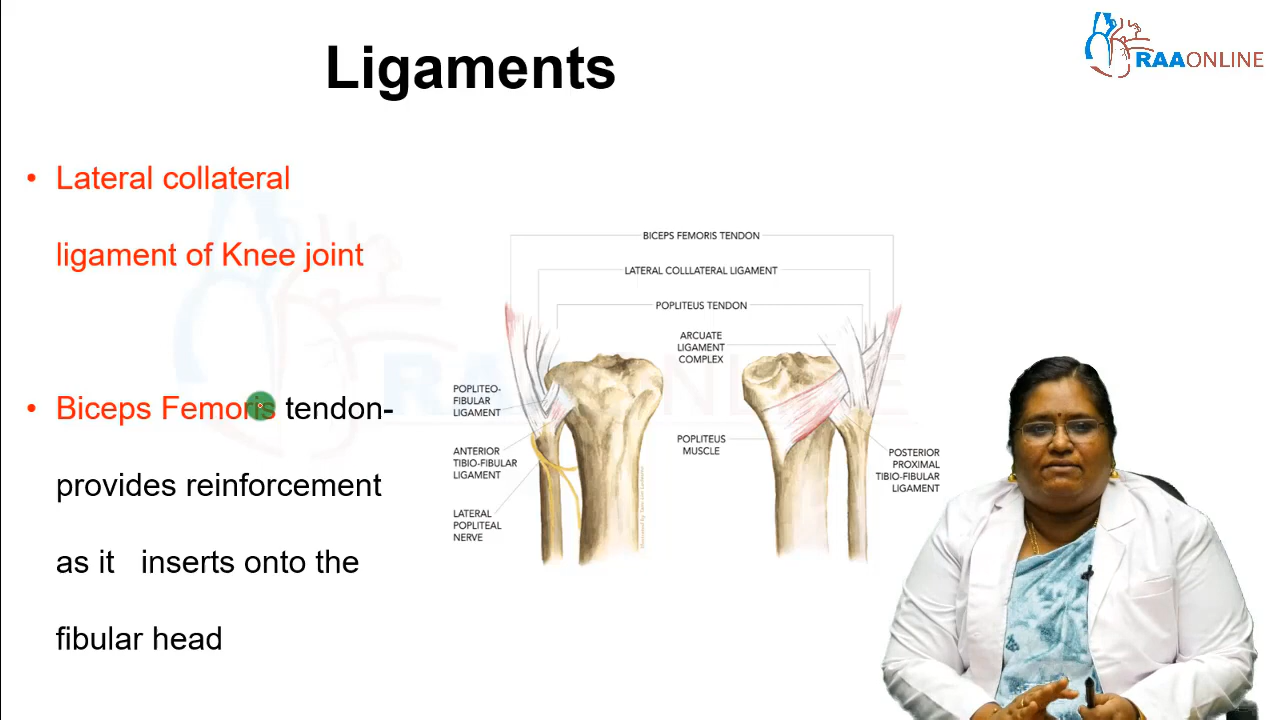 Ligaments
RAAONLINE
• Lateral collateral
ligament of Knee joint
• Biceps Femoris tendon-
provides reinforcement
as it inserts onto the
fibular head
BICEPS FEMORIS TENDON
LATERAL COLLLATERAL LIGAMENT
POPLITEUS TENDON
ARCUATE
LIGAMENT
COMPLEX
POPLITEO-
FIBULAR
LIGAMENT
ANTERIOR
TIBIO-FIBULAR
LIGAMENT
LATERAL
POPLITEAL
NERVE
POPLITEUS
MUSCLE
POSTERIOR
PROXIMAL
TIBIO-FIBULAR
LIGAMENT
RAAONLINE